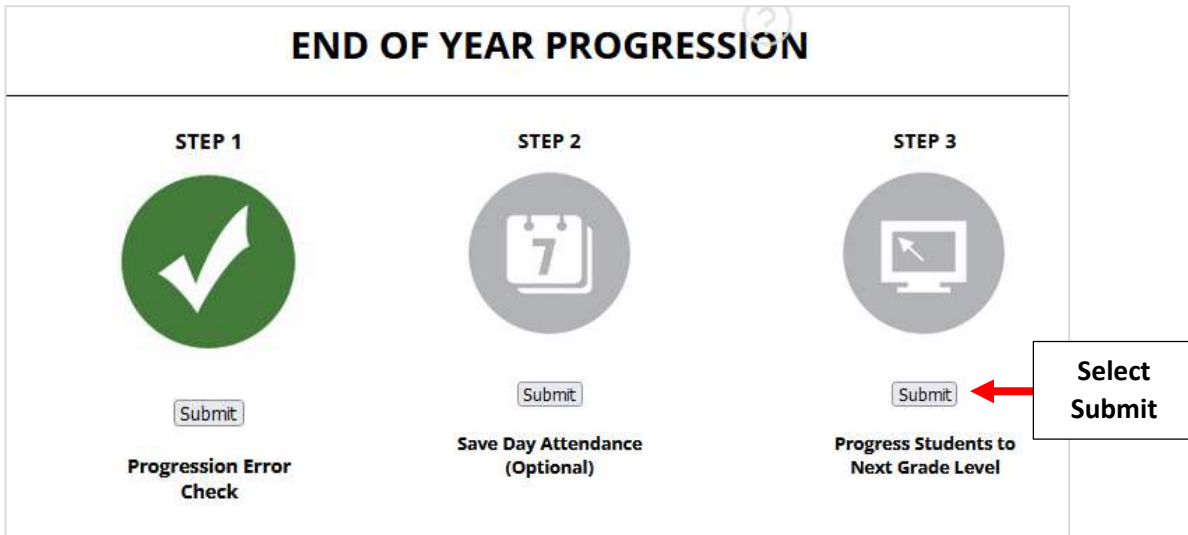 END OF YEAR PROGRESSION
?
STEP 1
STEP 2
STEP 3
7
Submit
Submit
Submit
Select
Submit
Progression Error
Check
Save Day Attendance
(Optional)
Progress Students to
Next Grade Level